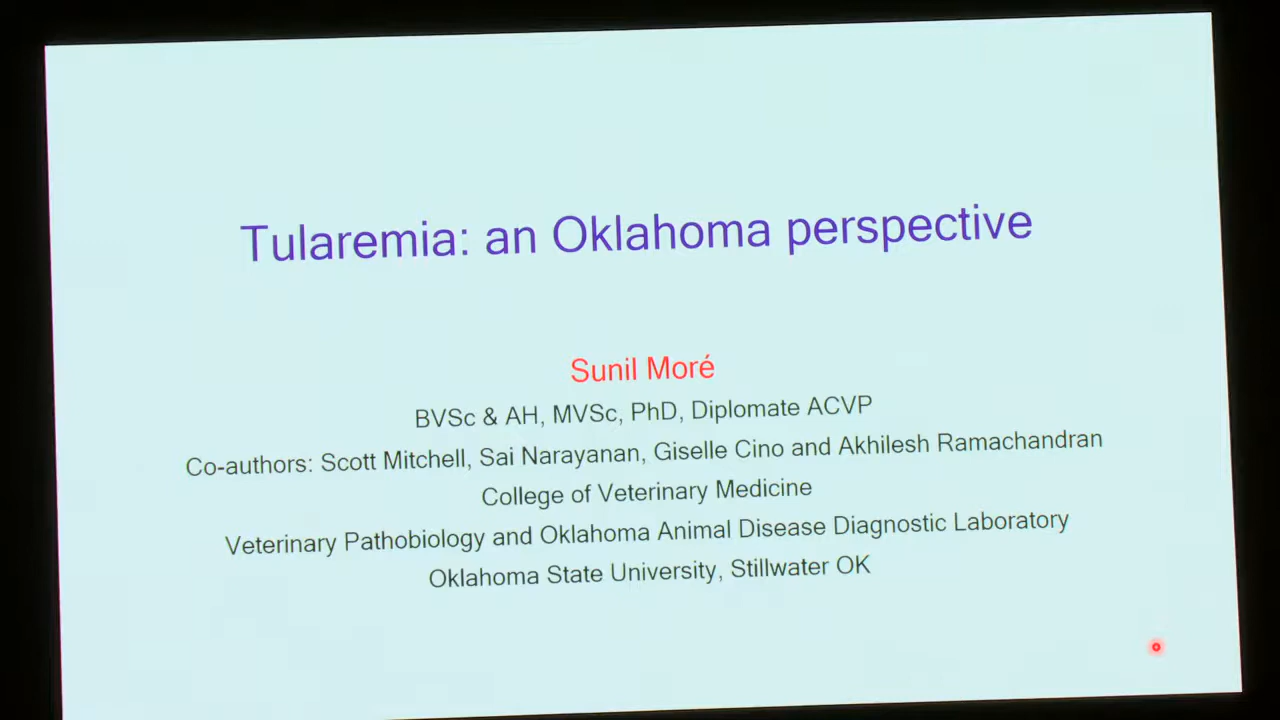 Tularemia: an Oklahoma perspective
Sunil Moré
BVSc & AH, MVSc, PhD, Diplomate ACVP
Co-authors: Scott Mitchell, Sai Narayanan, Giselle Cino and Akhilesh Ramachandran
College of Veterinary Medicine
Veterinary Pathobiology and Oklahoma Animal Disease Diagnostic Laboratory
Oklahoma State University, Stillwater OK